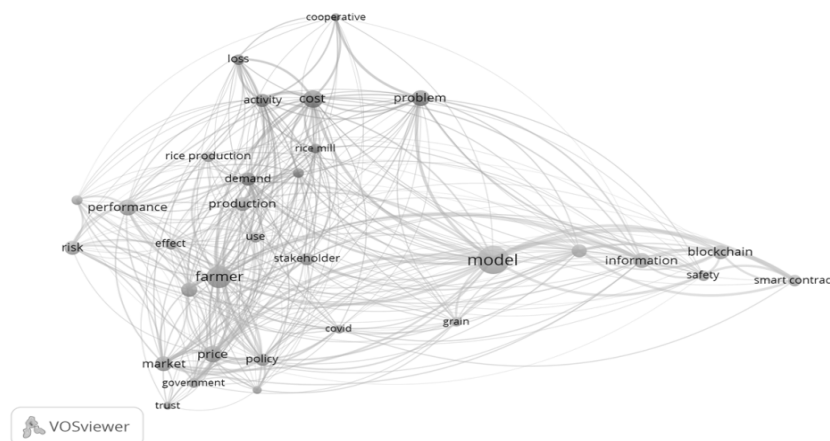 cooperative
loss
activity
cost
problem
rice mill
rice production
demand
production
performance
use
effect
risk
stakeholder
farmer
model
information
blockchain
safety
smart contrac
grain
covid
price
policy
market
government
trust
VOSviewer